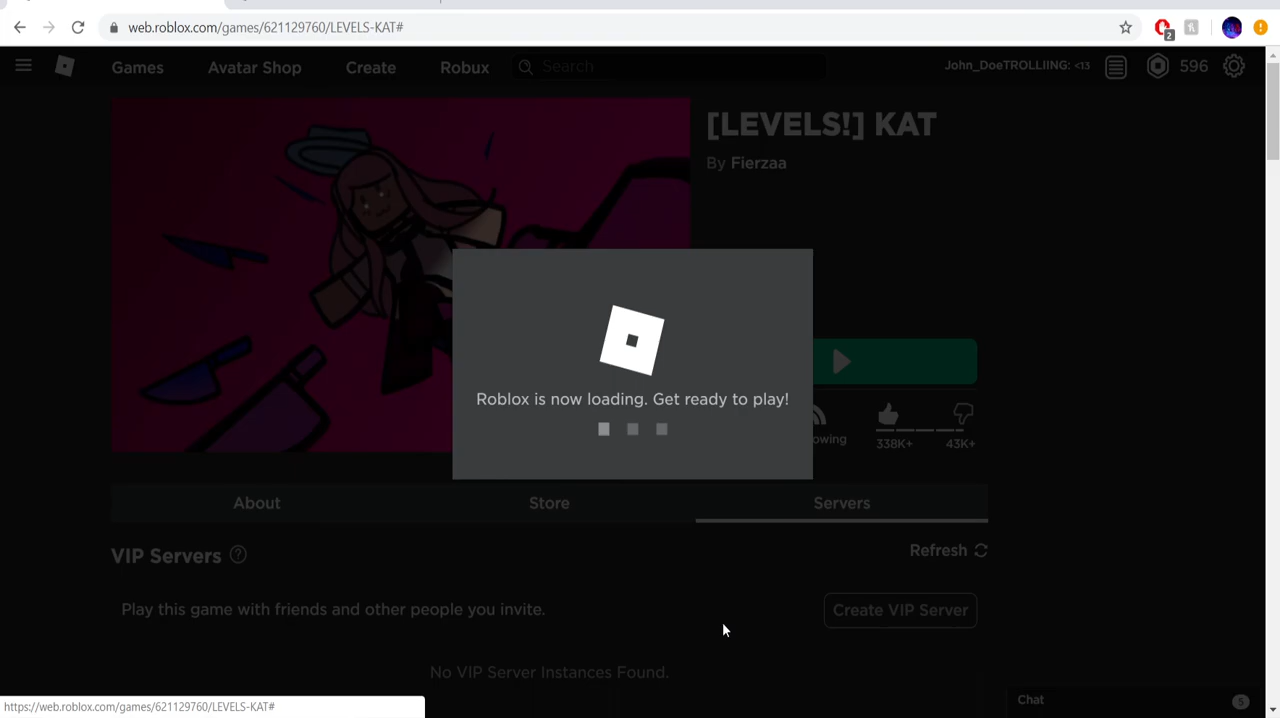 web.roblox.com/games/621129760/LEVELS-KAT#
2
Games Avatar Shop Create Robux Search John_DoeTROLLIING: <13 596
[LEVELS!] KAT
By Fierzaa
Roblox is now loading. Get ready to play!
owing 338K+ 43K+
About Store Servers
VIP Servers ? Refresh
Play this game with friends and other people you invite. Create VIP Server
No VIP Server Instances Found.
Chat 5
https://web.roblox.com/games/621129760/LEVELS-KAT#